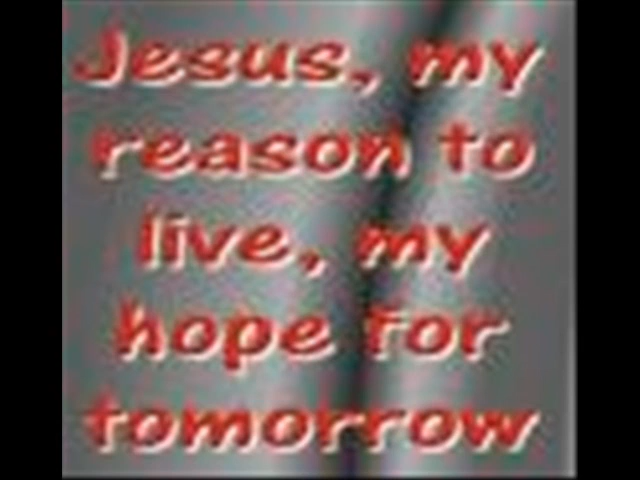 Jesus, my
reason to
live, my
hope for
tomorrow